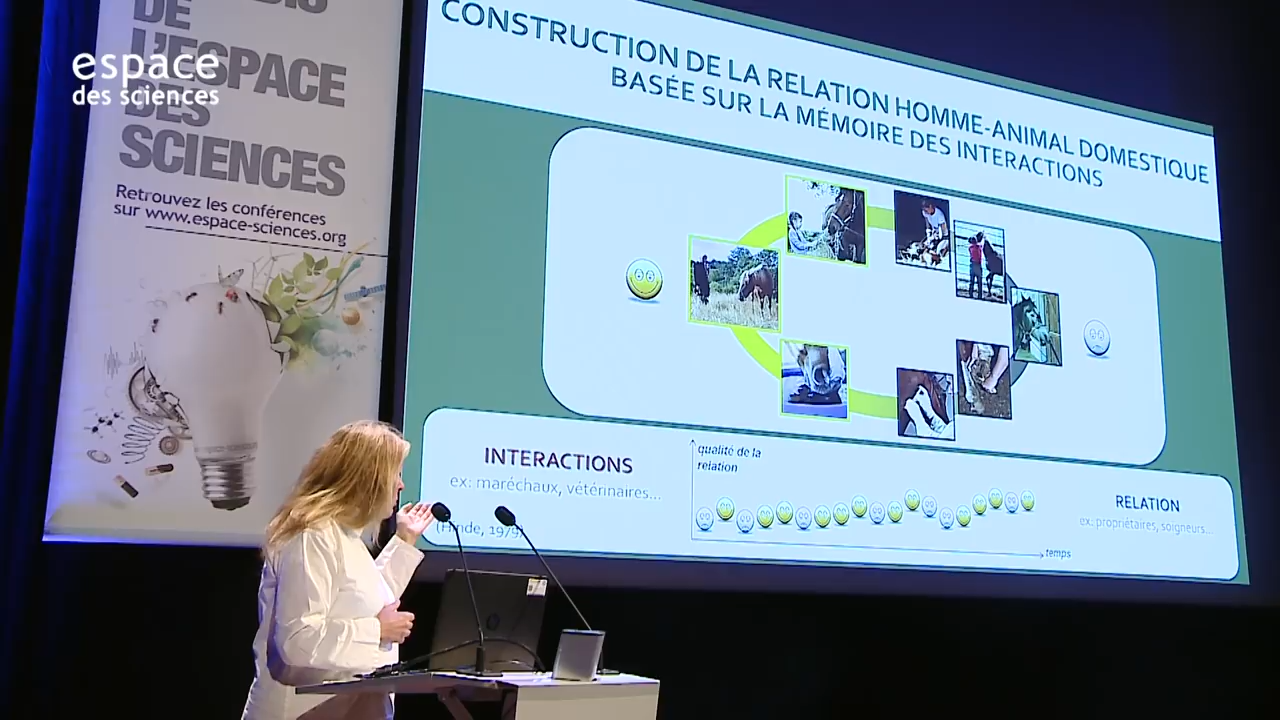 DE
L'ESPACE
DES
SCIENCES
espace
des sciences
Retrouvez les conférences
sur www.espace-sciences.org
CONSTRUCTION DE LA RELATION HOMME-ANIMAL DOMESTIQUE
BASÉE SUR LA MÉMOIRE DES INTERACTIONS
INTERACTIONS
ex: maréchaux, vétérinaires...
(Hinde, 1979)
qualité de la
relation
temps
RELATION
ex: propriétaires, soigneurs...